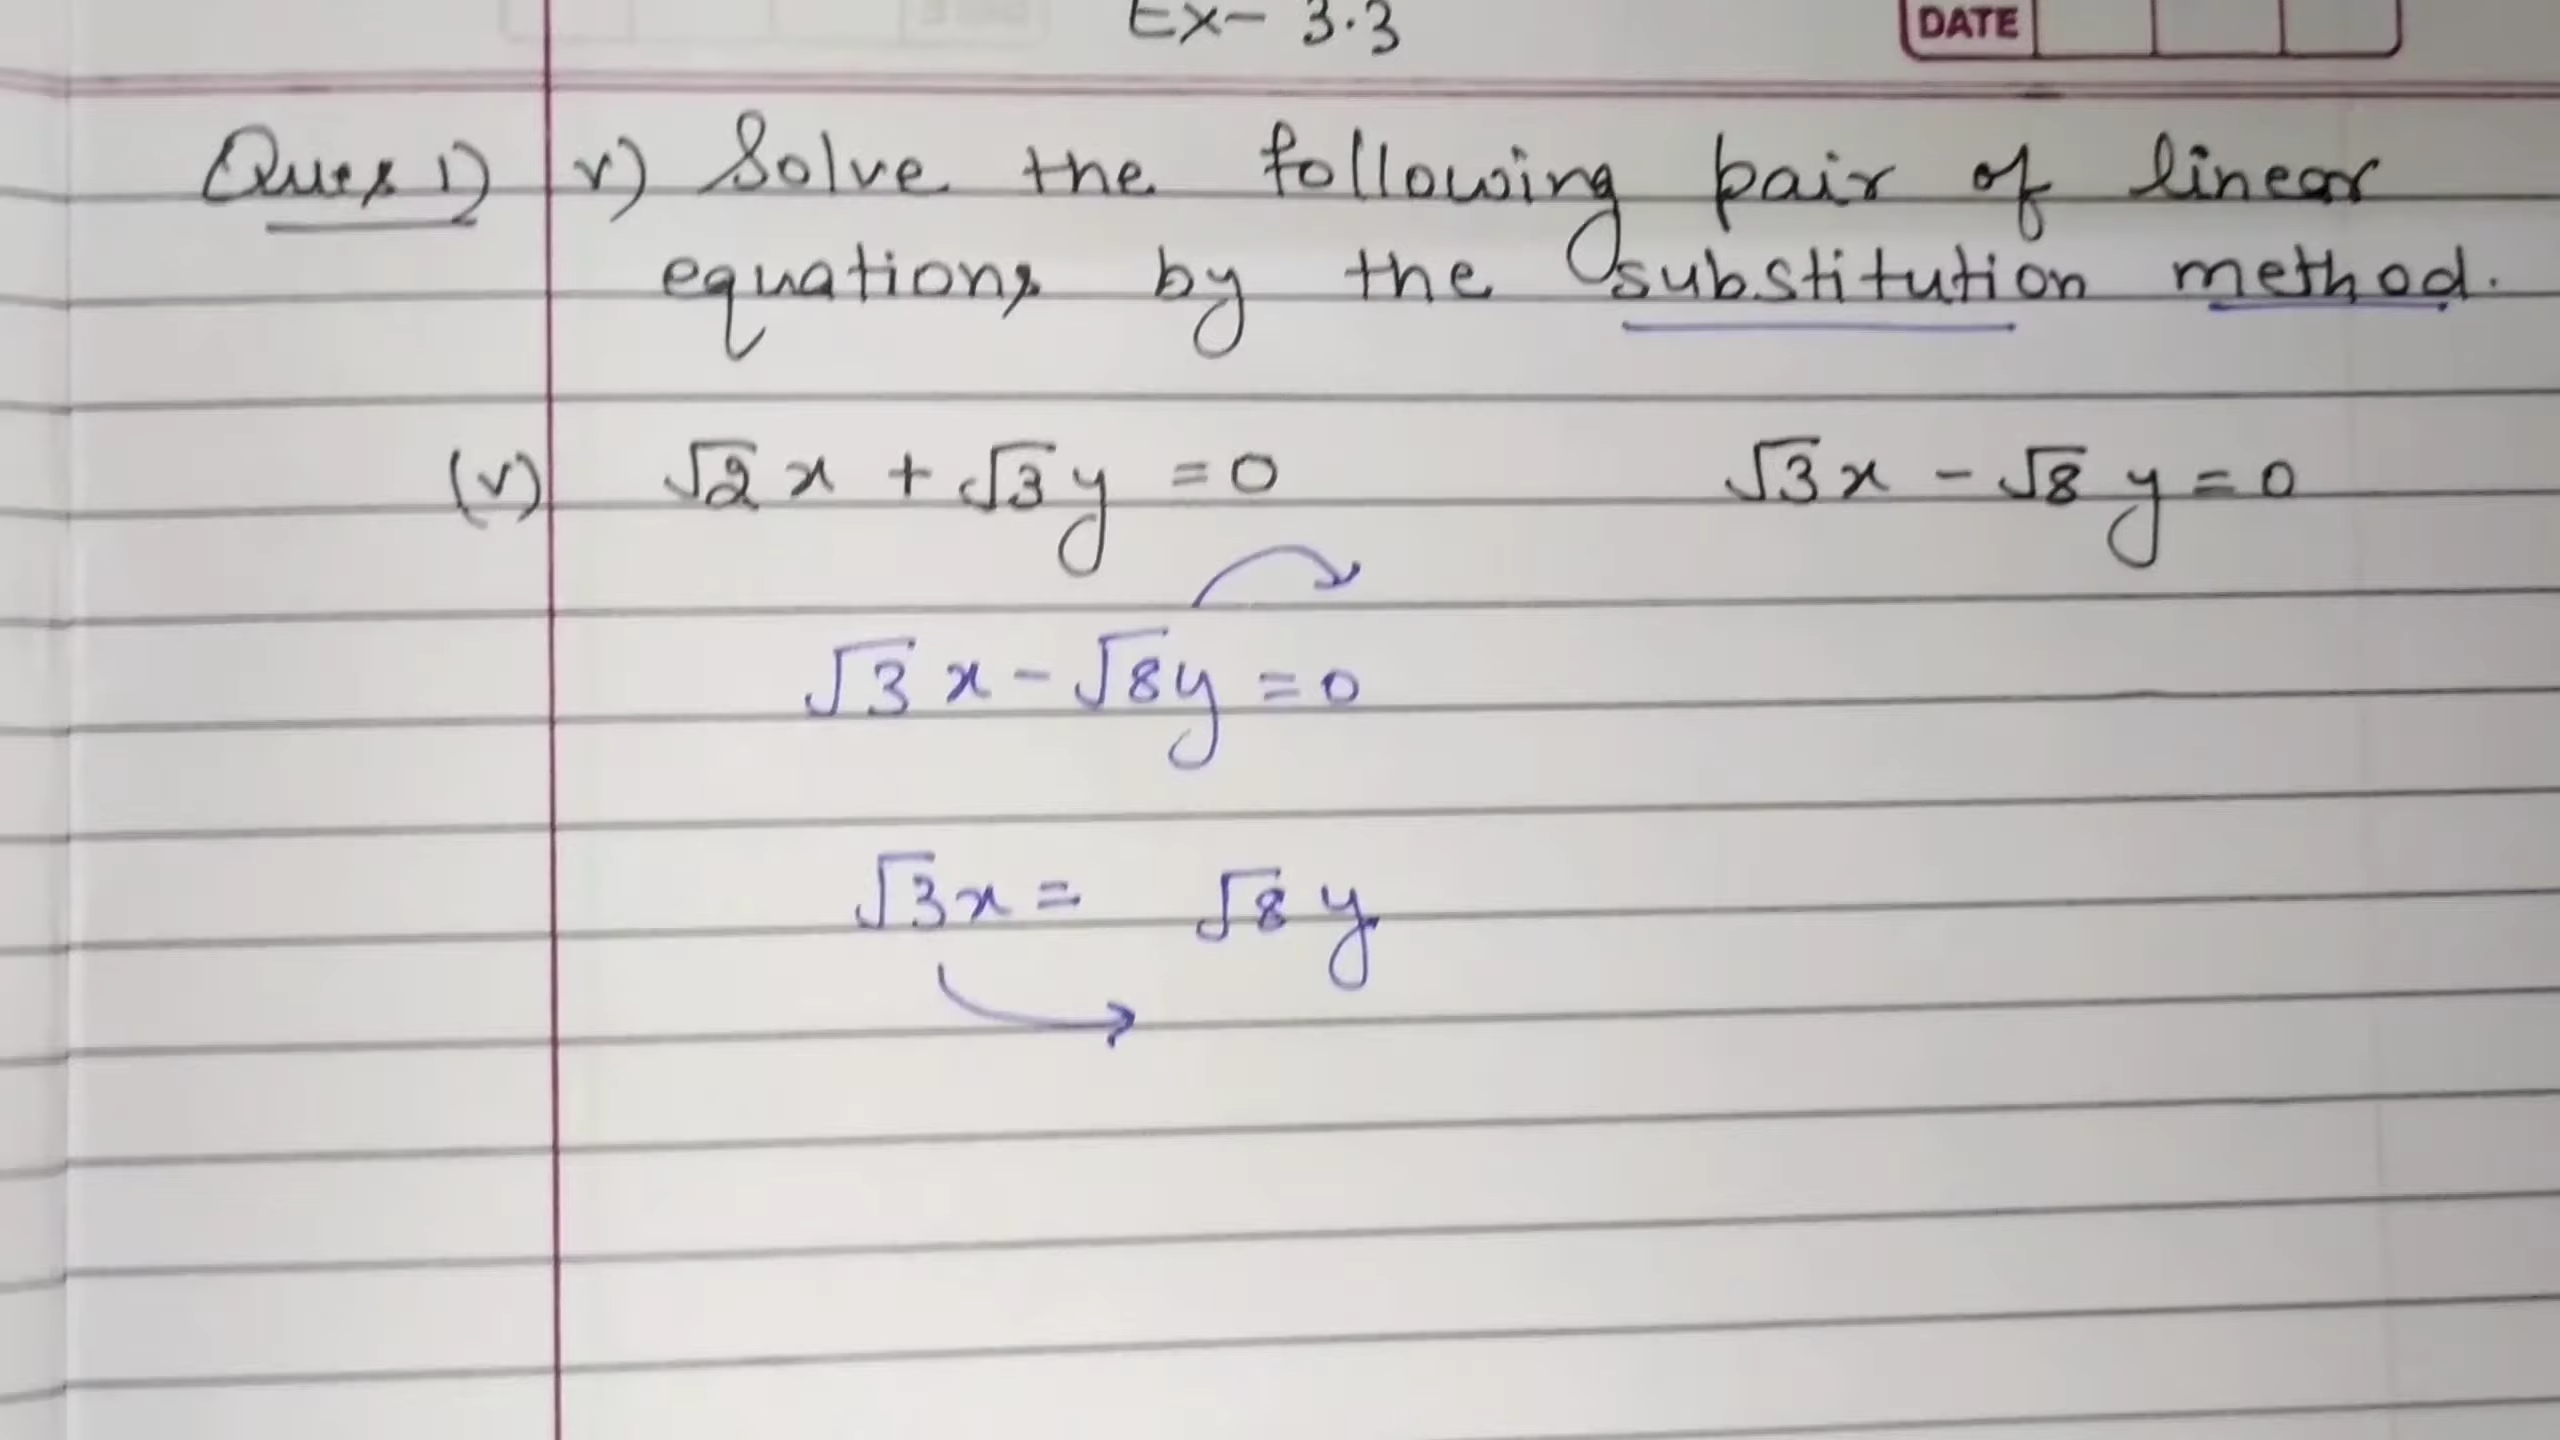 Ex- 3.3
DATE
Ques 1) v) Solve the following pair of linear
equations by the substitution method.
(v) √2 x + √3 y = 0 √3 x - √8 y = 0
√3 x - √8 y = 0
√3 x = √8 y